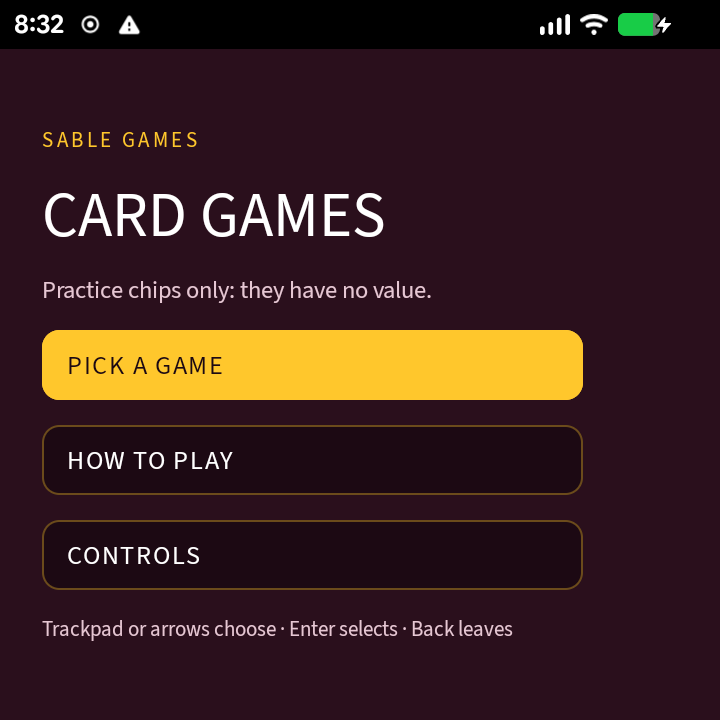 8:32
SABLE GAMES
CARD GAMES
Practice chips only: they have no value.
PICK A GAME
HOW TO PLAY
CONTROLS
Trackpad or arrows choose · Enter selects · Back leaves